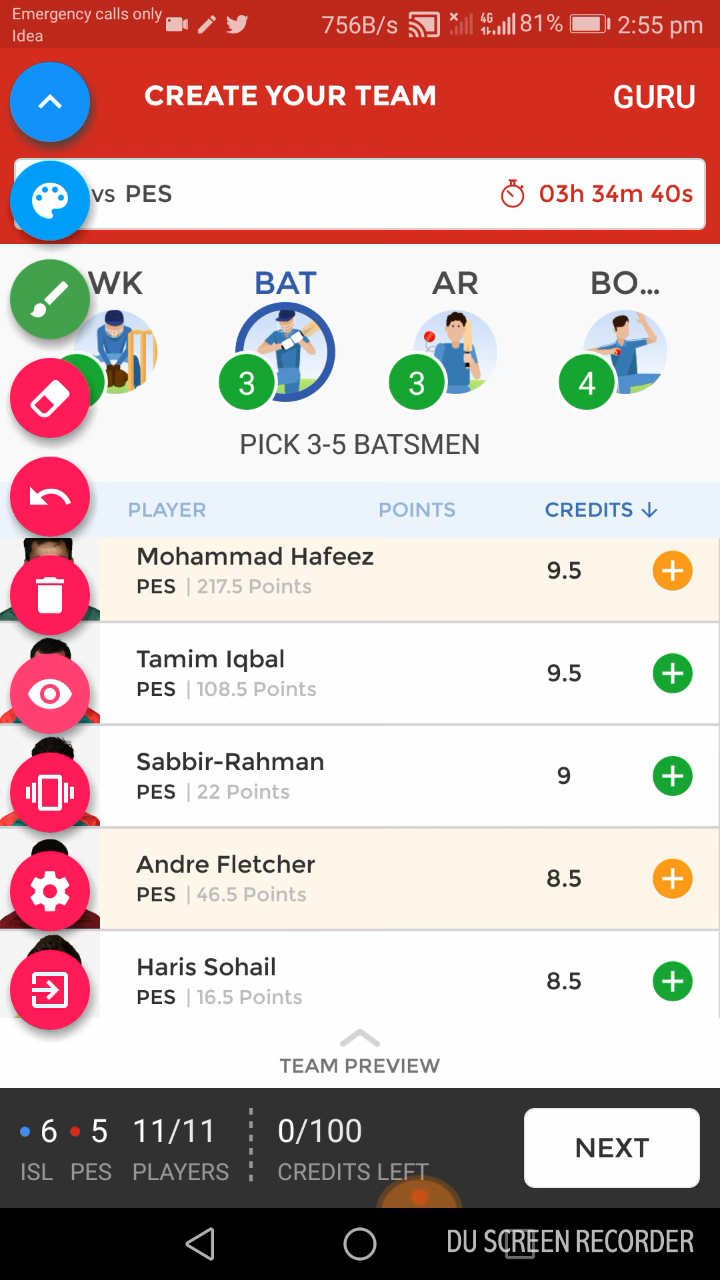 Emergency calls only
Idea
756B/s 4G 81% 2:55 pm
CREATE YOUR TEAM GURU
vs PES 03h 34m 40s
WK BAT AR BO...
3 3 4
PICK 3-5 BATSMEN
PLAYER POINTS CREDITS ↓
Mohammad Hafeez 9.5 +
PES | 217.5 Points
Tamim Iqbal 9.5 +
PES | 108.5 Points
Sabbir-Rahman 9 +
PES | 22 Points
Andre Fletcher 8.5 +
PES | 46.5 Points
Haris Sohail 8.5 +
PES | 16.5 Points
TEAM PREVIEW
6 5 11/11 0/100 NEXT
ISL PES PLAYERS CREDITS LEFT
DU SCREEN RECORDER